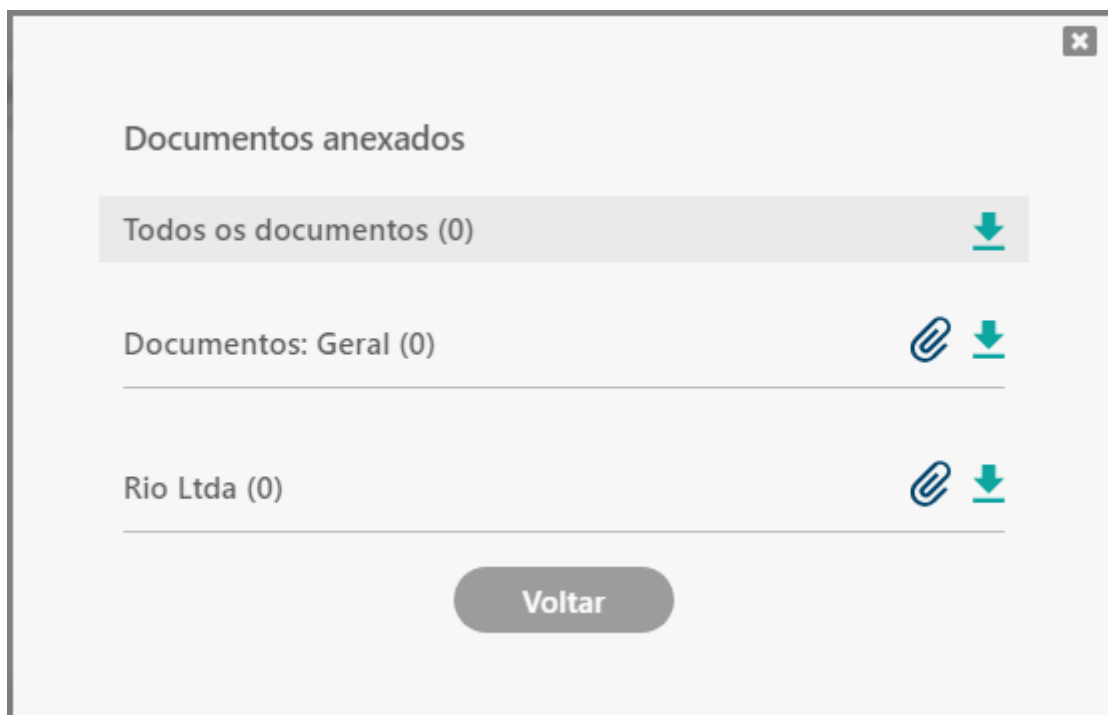 Documentos anexados
Todos os documentos (0)
Documentos: Geral (0)
Rio Ltda (0)
Voltar